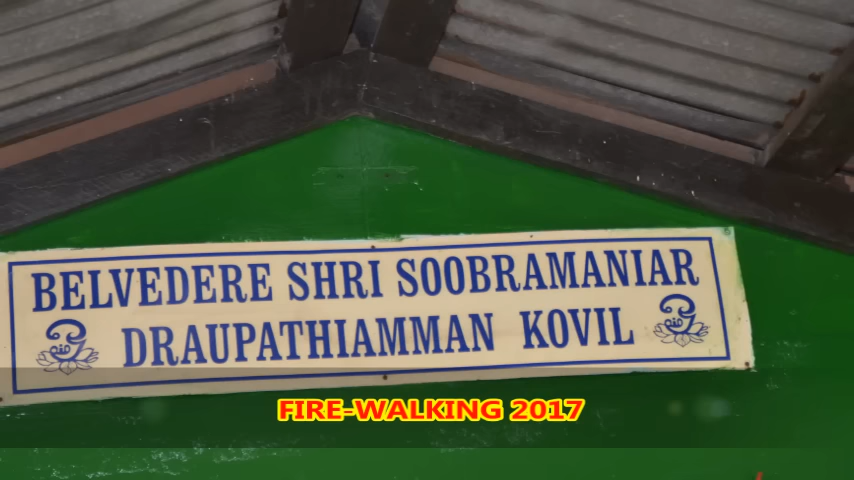 BELVEDERE SHRI SOOBRAMANIAR
DRAUPATHIAMMAN KOVIL
FIRE-WALKING 2017